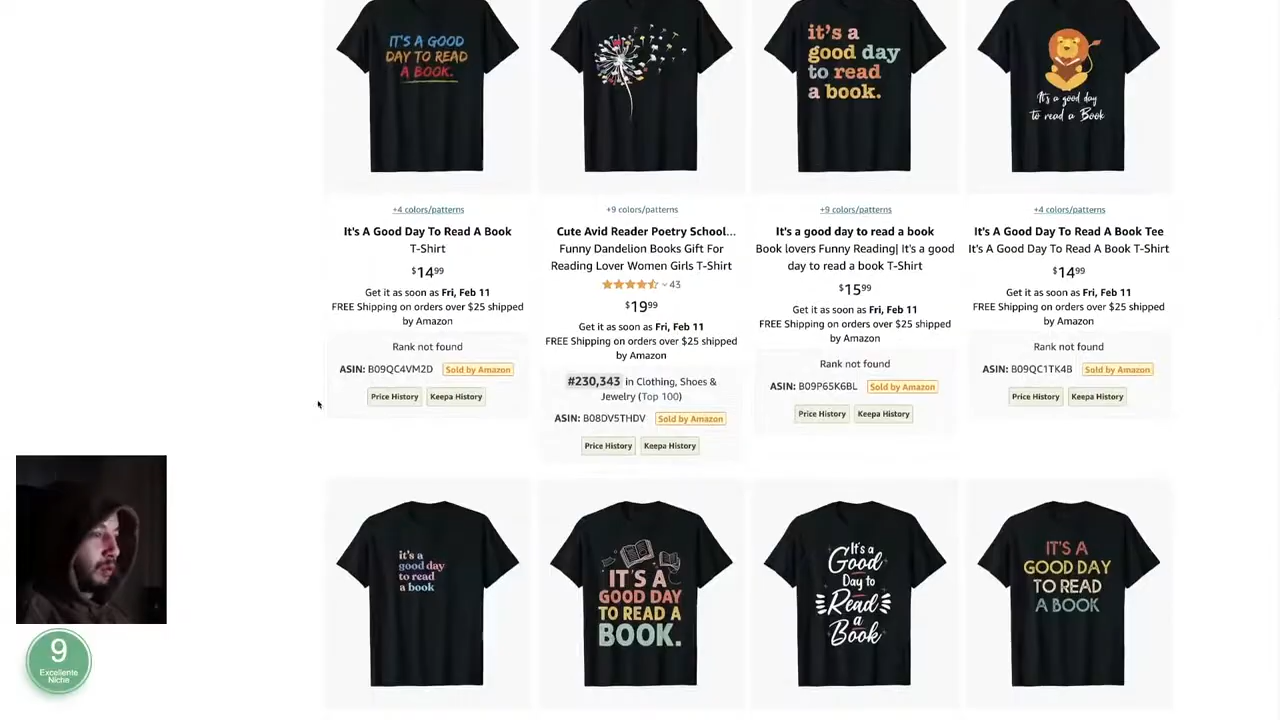 IT'S A GOOD
DAY TO READ
A BOOK.
it's a
good day
to read
a book.
It's a good day
to read a Book
+4 colors/patterns
It's A Good Day To Read A Book
T-Shirt
$14 99
Get it as soon as Fri, Feb 11
FREE Shipping on orders over $25 shipped
by Amazon
Rank not found
ASIN: B09QC4VM2D Sold by Amazon
Price History Keepa History
+9 colors/patterns
Cute Avid Reader Poetry School...
Funny Dandelion Books Gift For
Reading Lover Women Girls T-Shirt
43
$19 99
Get it as soon as Fri, Feb 11
FREE Shipping on orders over $25 shipped
by Amazon
#230,343 in Clothing, Shoes &
Jewelry (Top 100)
ASIN: B08DV5THDV Sold by Amazon
Price History Keepa History
+9 colors/patterns
It's a good day to read a book
Book lovers Funny Reading| It's a good
day to read a book T-Shirt
$15 99
Get it as soon as Fri, Feb 11
FREE Shipping on orders over $25 shipped
by Amazon
Rank not found
ASIN: B09P65K6BL Sold by Amazon
Price History Keepa History
+4 colors/patterns
It's A Good Day To Read A Book Tee
It's A Good Day To Read A Book T-Shirt
$14 99
Get it as soon as Fri, Feb 11
FREE Shipping on orders over $25 shipped
by Amazon
Rank not found
ASIN: B09QC1TK4B Sold by Amazon
Price History Keepa History
it's a
good day
to read
a book
IT'S A
GOOD DAY
TO READ A
BOOK.
It's a
Good
Day to
Read
a
Book
IT'S A
GOOD DAY
TO READ
A BOOK
9
Excellente
Niche